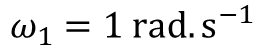 ω₁ = 1 rad. s⁻¹